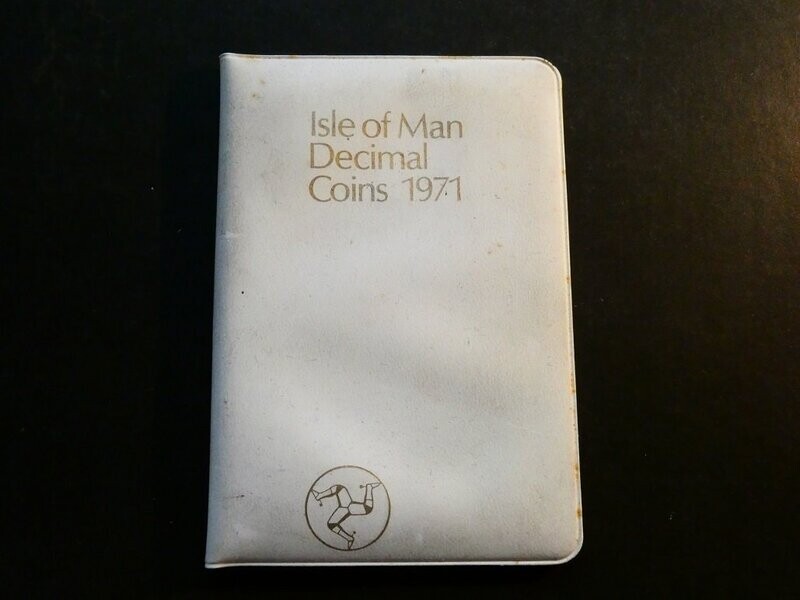 Isle of Man
Decimal
Coins 1971